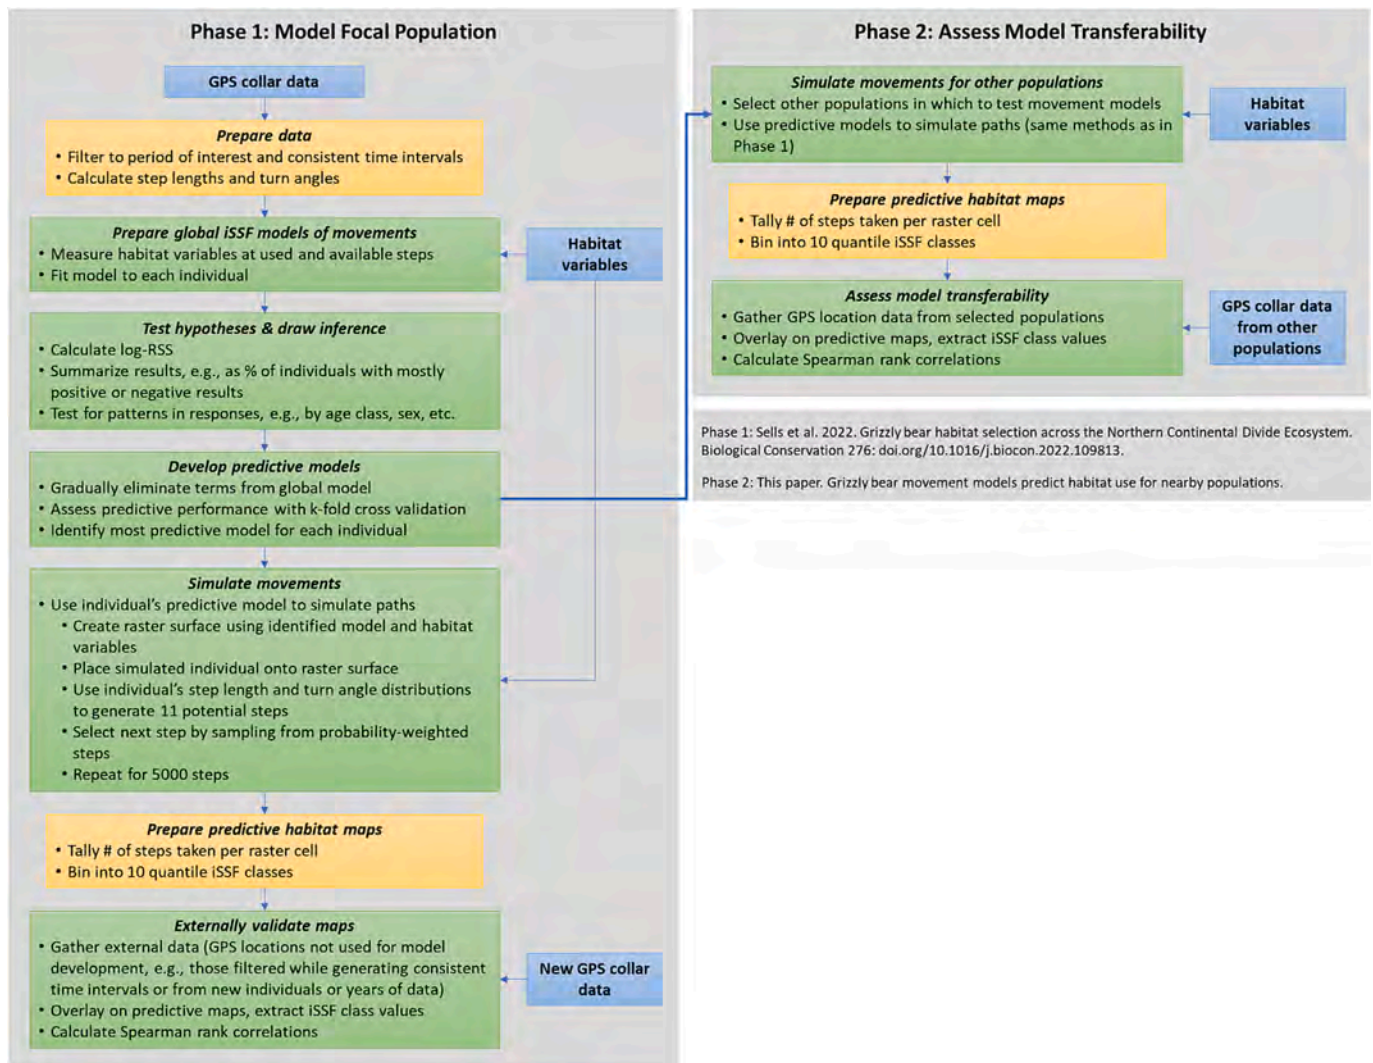 Phase 1: Model Focal Population
GPS collar data
Prepare data
• Filter to period of interest and consistent time intervals
• Calculate step lengths and turn angles
Prepare global iSSF models of movements
• Measure habitat variables at used and available steps
• Fit model to each individual
Habitat
variables
Test hypotheses & draw inference
• Calculate log-RSS
• Summarize results, e.g., as % of individuals with mostly
positive or negative results
• Test for patterns in responses, e.g., by age class, sex, etc.
Develop predictive models
• Gradually eliminate terms from global model
• Assess predictive performance with k-fold cross validation
• Identify most predictive model for each individual
Simulate movements
• Use individual's predictive model to simulate paths
• Create raster surface using identified model and habitat
variables
• Place simulated individual onto raster surface
• Use individual's step length and turn angle distributions
to generate 11 potential steps
• Select next step by sampling from probability-weighted
steps
• Repeat for 5000 steps
Prepare predictive habitat maps
• Tally # of steps taken per raster cell
• Bin into 10 quantile iSSF classes
Externally validate maps
• Gather external data (GPS locations not used for model
development, e.g., those filtered while generating consistent
time intervals or from new individuals or years of data)
• Overlay on predictive maps, extract iSSF class values
• Calculate Spearman rank correlations
New GPS collar
data
Phase 2: Assess Model Transferability
Simulate movements for other populations
• Select other populations in which to test movement models
• Use predictive models to simulate paths (same methods as in
Phase 1)
Habitat
variables
Prepare predictive habitat maps
• Tally # of steps taken per raster cell
• Bin into 10 quantile iSSF classes
Assess model transferability
• Gather GPS location data from selected populations
• Overlay on predictive maps, extract iSSF class values
• Calculate Spearman rank correlations
GPS collar data
from other
populations
Phase 1: Sells et al. 2022. Grizzly bear habitat selection across the Northern Continental Divide Ecosystem.
Biological Conservation 276: doi.org/10.1016/j.biocon.2022.109813.
Phase 2: This paper. Grizzly bear movement models predict habitat use for nearby populations.